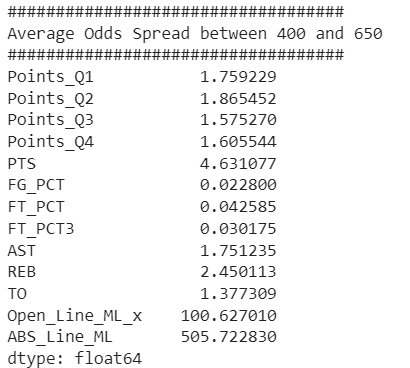 ###################################
Average Odds Spread between 400 and 650
###################################
Points_Q1 1.759229
Points_Q2 1.865452
Points_Q3 1.575270
Points_Q4 1.605544
PTS 4.631077
FG_PCT 0.022800
FT_PCT 0.042585
FT_PCT3 0.030175
AST 1.751235
REB 2.450113
TO 1.377309
Open_Line_ML_x 100.627010
ABS_Line_ML 505.722830
dtype: float64